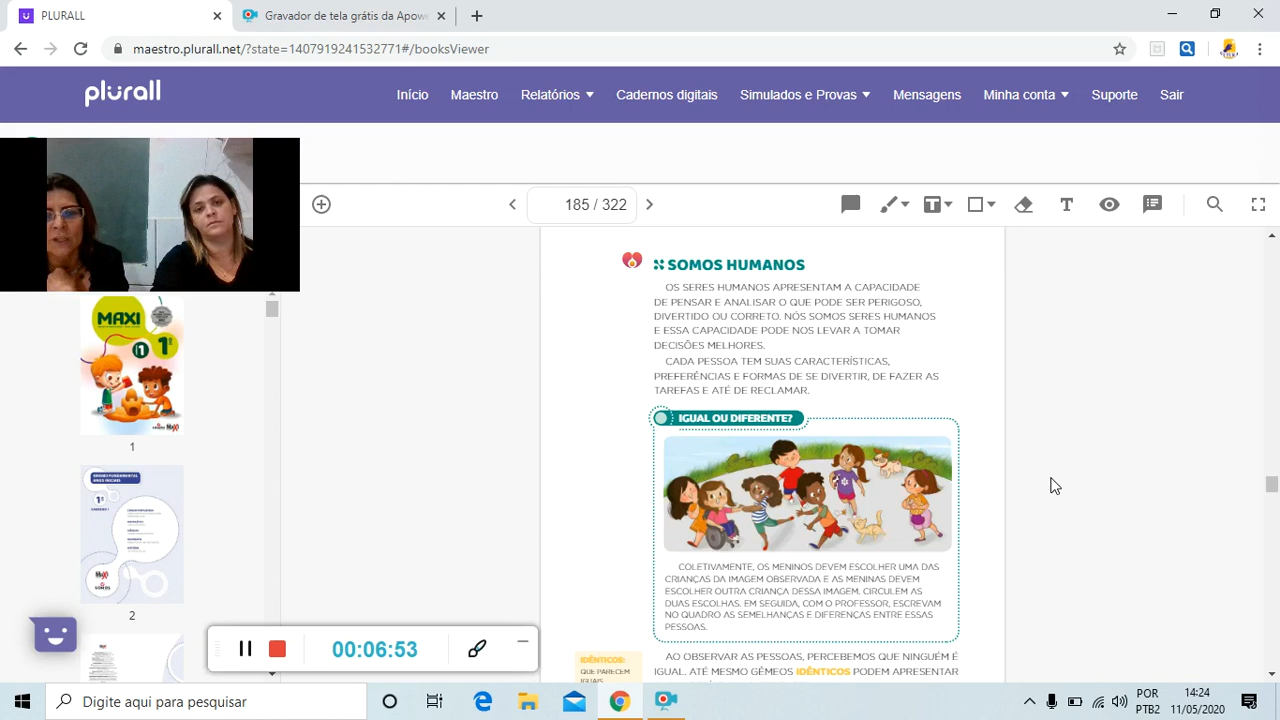 PLURALL
Gravador de tela grátis da Apowe
maestro.plurall.net/?state=1407919241532771#/booksViewer
plurall
Início
Maestro
Relatórios
Cadernos digitais
Simulados e Provas
Mensagens
Minha conta
Suporte
Sair
185 / 322
SOMOS HUMANOS
OS SERES HUMANOS APRESENTAM A CAPACIDADE
DE PENSAR E ANALISAR O QUE PODE SER PERIGOSO,
DIVERTIDO OU CORRETO. NÓS SOMOS SERES HUMANOS
E ESSA CAPACIDADE PODE NOS LEVAR A TOMAR
DECISÕES MELHORES.
CADA PESSOA TEM SUAS CARACTERÍSTICAS,
PREFERÊNCIAS E FORMAS DE SE DIVERTIR, DE FAZER AS
TAREFAS E ATÉ DE RECLAMAR.
IGUAL OU DIFERENTE?
COLETIVAMENTE, OS MENINOS DEVEM ESCOLHER UMA DAS
CRIANÇAS DA IMAGEM OBSERVADA E AS MENINAS DEVEM
ESCOLHER OUTRA CRIANÇA DESSA IMAGEM. CIRCULEM AS
DUAS ESCOLHAS. EM SEGUIDA, COM O PROFESSOR, ESCREVAM
NO QUADRO AS SEMELHANÇAS E DIFERENÇAS ENTRE ESSAS
PESSOAS.
AO OBSERVAR AS PESSOAS, PERCEBEMOS QUE NINGUÉM É
IGUAL. ATÉ MESMO GÊMEOS IDÊNTICOS PODEM APRESENTAR
IDÊNTICOS:
QUE PARECEM
IGUAIS
MAXI
1
1º
1
1º
2
00:06:53
Digite aqui para pesquisar
POR
PTB2
14:24
11/05/2020